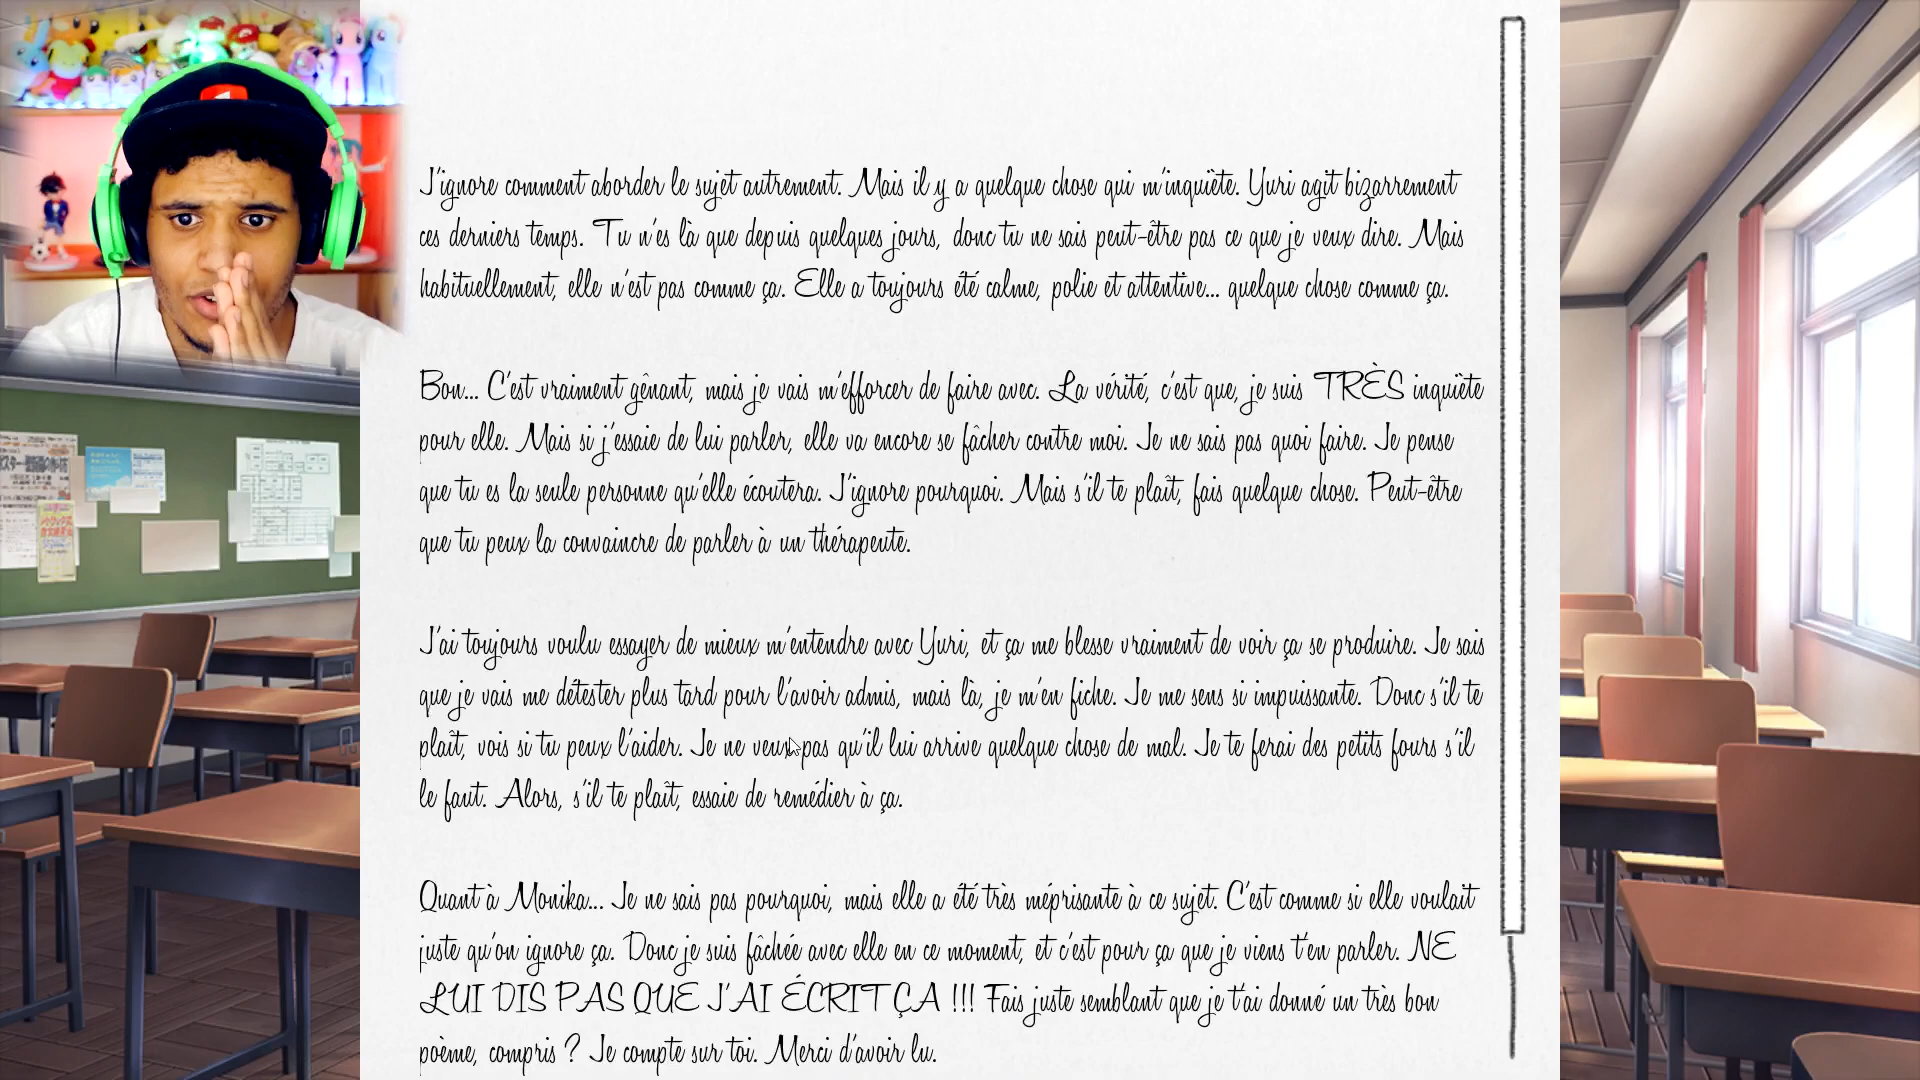 J'ignore comment aborder le sujet autrement. Mais il y a quelque chose qui m'inquiète. Yuri agit bizarrement
ces derniers temps. Tu n'es là que depuis quelques jours, donc tu ne sais peut-être pas ce que je veux dire. Mais
habituellement, elle n'est pas comme ça. Elle a toujours été calme, polie et attentive... quelque chose comme ça.
Bon... C'est vraiment gênant, mais je vais m'efforcer de faire avec. La vérité, c'est que, je suis TRÈS inquiète
pour elle. Mais si j'essaie de lui parler, elle va encore se fâcher contre moi. Je ne sais pas quoi faire. Je pense
que tu es la seule personne qu'elle écoutera. J'ignore pourquoi. Mais s'il te plaît, fais quelque chose. Peut-être
que tu peux la convaincre de parler à un thérapeute.
J'ai toujours voulu essayer de mieux m'entendre avec Yuri, et ça me blesse vraiment de voir ça se produire. Je sais
que je vais me détester plus tard pour l'avoir admis, mais là, je m'en fiche. Je me sens si impuissante. Donc s'il te
plaît, vois si tu peux l'aider. Je ne veux pas qu'il lui arrive quelque chose de mal. Je te ferai des petits fours s'il
le faut. Alors, s'il te plaît, essaie de remédier à ça.
Quant à Monika... Je ne sais pas pourquoi, mais elle a été très méprisante à ce sujet. C'est comme si elle voulait
juste qu'on ignore ça. Donc je suis fâchée avec elle en ce moment, et c'est pour ça que je viens t'en parler. NE
LUI DIS PAS QUE J'AI ÉCRIT ÇA !!! Fais juste semblant que je t'ai donné un très bon
poème, compris ? Je compte sur toi. Merci d'avoir lu.